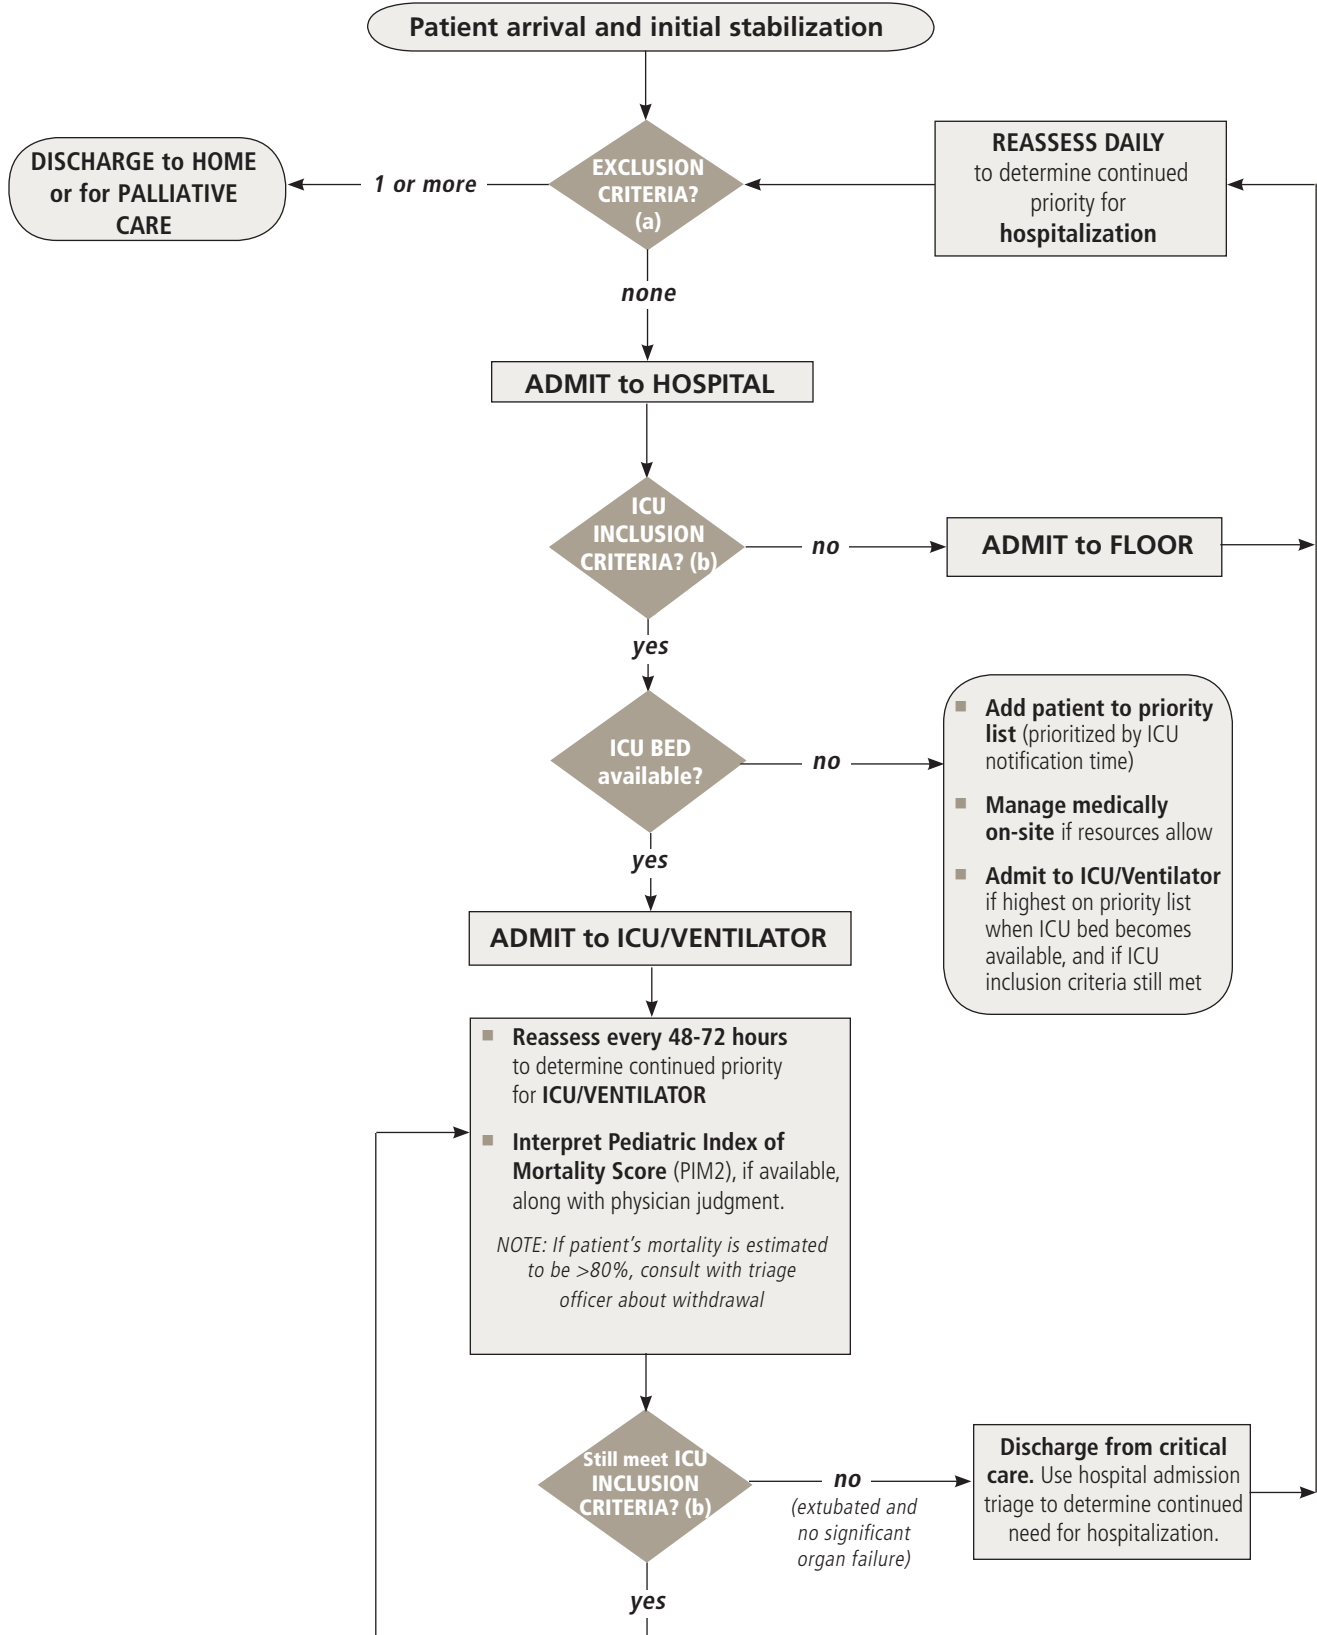 Patient arrival and initial stabilization
DISCHARGE to HOME
or for PALLIATIVE
CARE
1 or more
EXCLUSION
CRITERIA?
(a)
REASSESS DAILY
to determine continued
priority for
hospitalization
none
ADMIT to HOSPITAL
ICU
INCLUSION
CRITERIA? (b)
no
ADMIT to FLOOR
yes
ICU BED
available?
no
■ Add patient to priority
list (prioritized by ICU
notification time)
■ Manage medically
on-site if resources allow
■ Admit to ICU/Ventilator
if highest on priority list
when ICU bed becomes
available, and if ICU
inclusion criteria still met
yes
ADMIT to ICU/VENTILATOR
■ Reassess every 48-72 hours
to determine continued priority
for ICU/VENTILATOR
■ Interpret Pediatric Index of
Mortality Score (PIM2), if available,
along with physician judgment.
NOTE: If patient’s mortality is estimated
to be >80%, consult with triage
officer about withdrawal
Still meet ICU
INCLUSION
CRITERIA? (b)
no
(extubated and
no significant
organ failure)
Discharge from critical
care. Use hospital admission
triage to determine continued
need for hospitalization.
yes